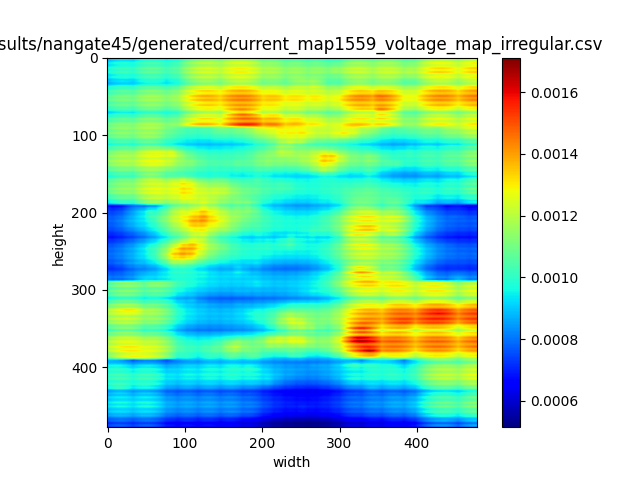 sults/nangate45/generated/current_map1559_voltage_map_irregular.csv
0
100
200
300
400
height
0 100 200 300 400
width
0.0016
0.0014
0.0012
0.0010
0.0008
0.0006